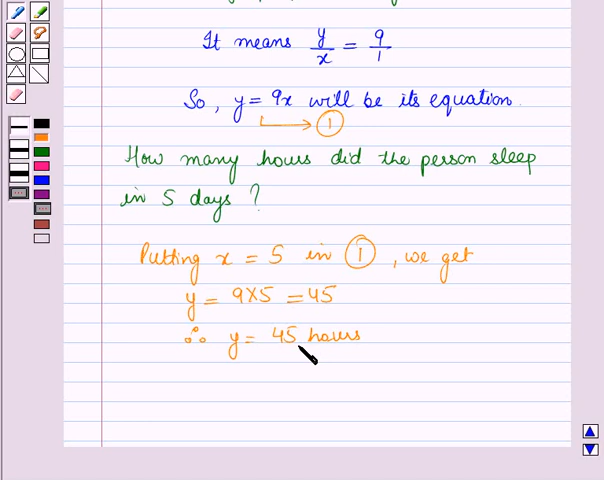 It means y/x = 9/1
So, y = 9x will be its equation.
①
How many hours did the person sleep
in 5 days ?
Putting x = 5 in ①, we get
y = 9×5 = 45
∴ y = 45 hours